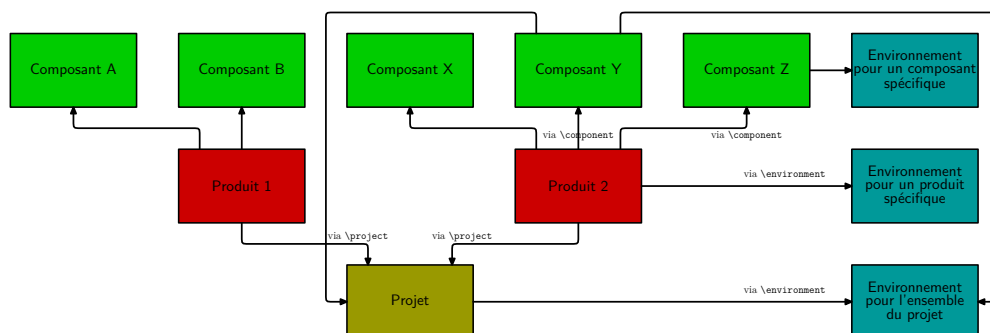 Composant A
Composant B
Composant X
Composant Y
Composant Z
Environnement
pour un composant
spécifique
via \component
via \component
Produit 1
Produit 2
via \environment
Environnement
pour un produit
spécifique
via \project
via \project
Projet
via \environment
Environnement
pour l'ensemble
du projet